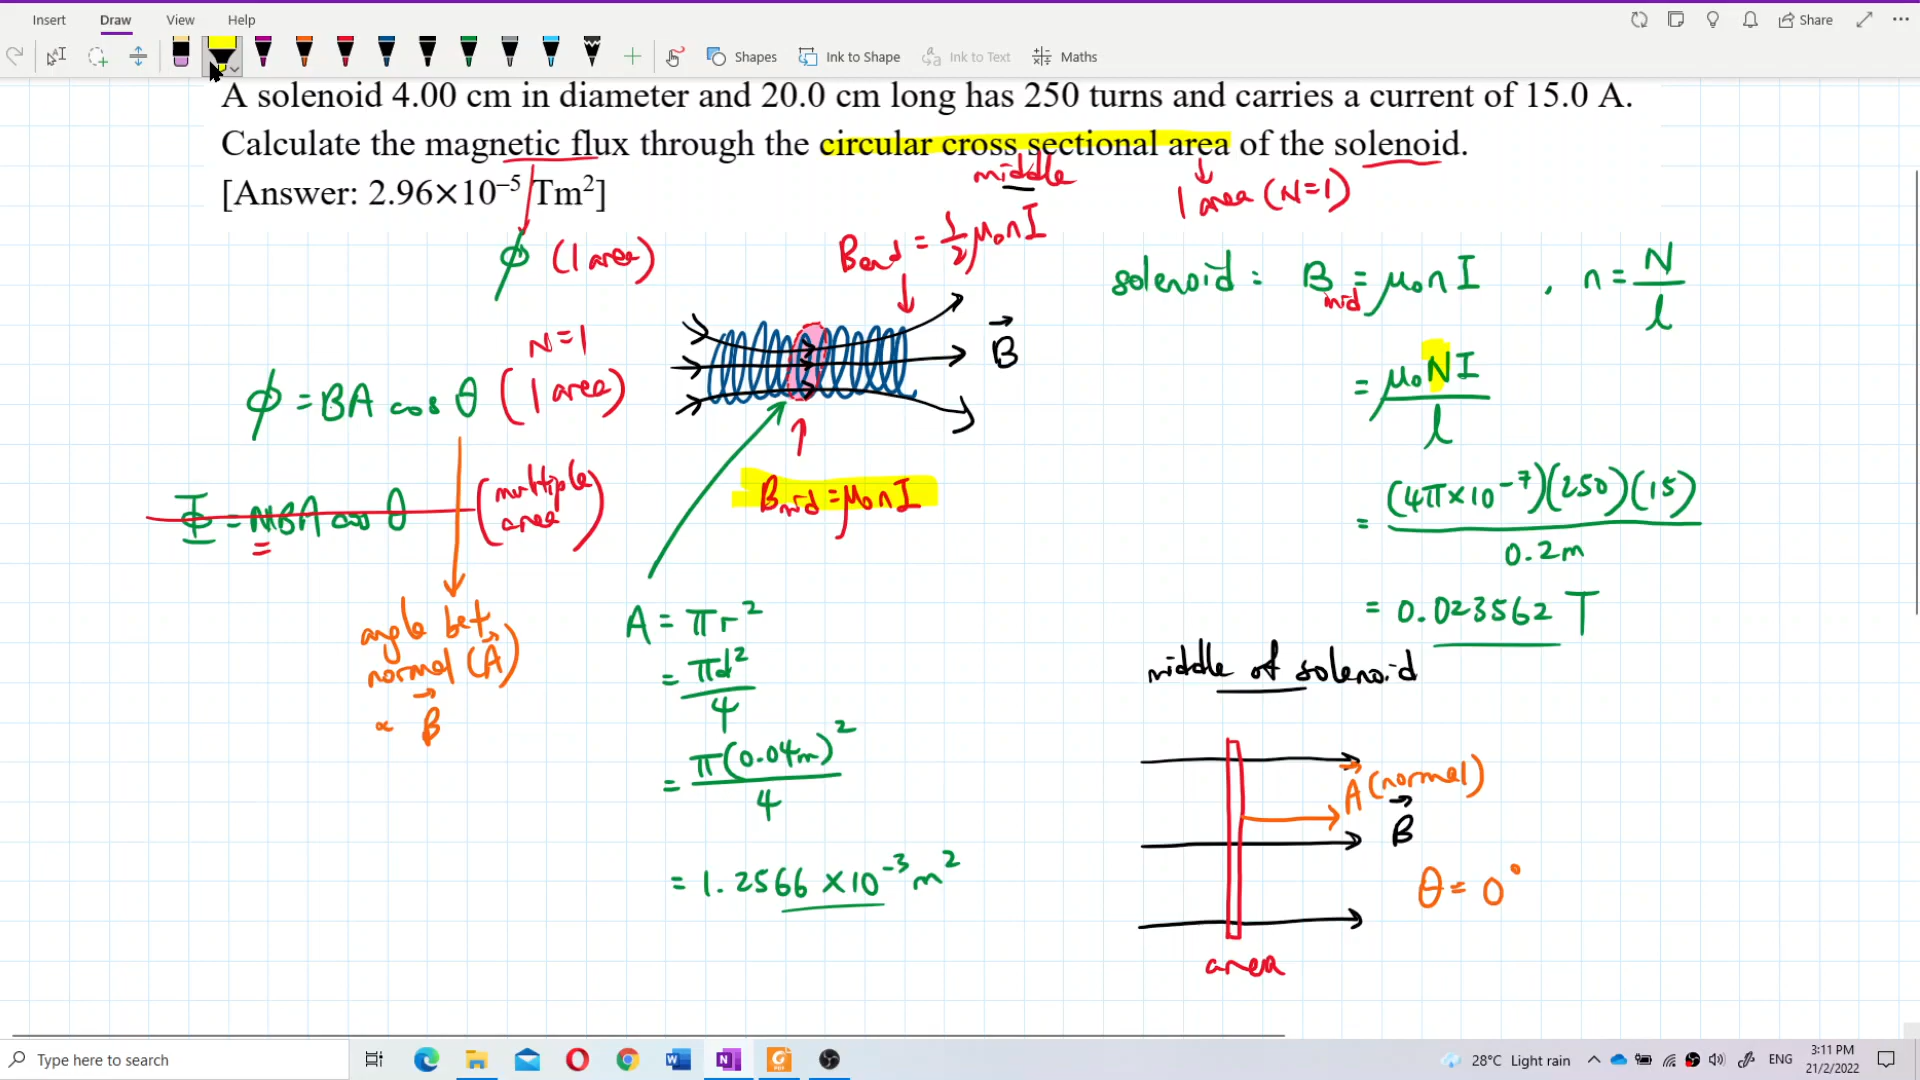 Insert Draw View Help
Share
Shapes Ink to Shape Ink to Text Maths
A solenoid 4.00 cm in diameter and 20.0 cm long has 250 turns and carries a current of 15.0 A.
Calculate the magnetic flux through the circular cross sectional area of the solenoid.
[Answer: 2.96×10⁻⁵ Tm²]
middle
1 area (N=1)
ϕ (1 area)
B end = 1/2 μ₀nI
solenoid : B mid = μ₀nI , n = N/l
N=1
ϕ = BA cos θ (1 area)
B⃗
= μ₀NI/l
Φ = NBA cos θ (multiple area)
B mid = μ₀nI
= (4π×10⁻⁷)(250)(15)/0.2m
= 0.023562 T
angle bet
normal (A⃗)
∝ B⃗
A = πr²
= πd²/4
= π(0.04m)²/4
= 1.2566 ×10⁻³ m²
middle of solenoid
A⃗ (normal)
B⃗
θ = 0°
area
Type here to search
28°C Light rain
ENG
3:11 PM
21/2/2022